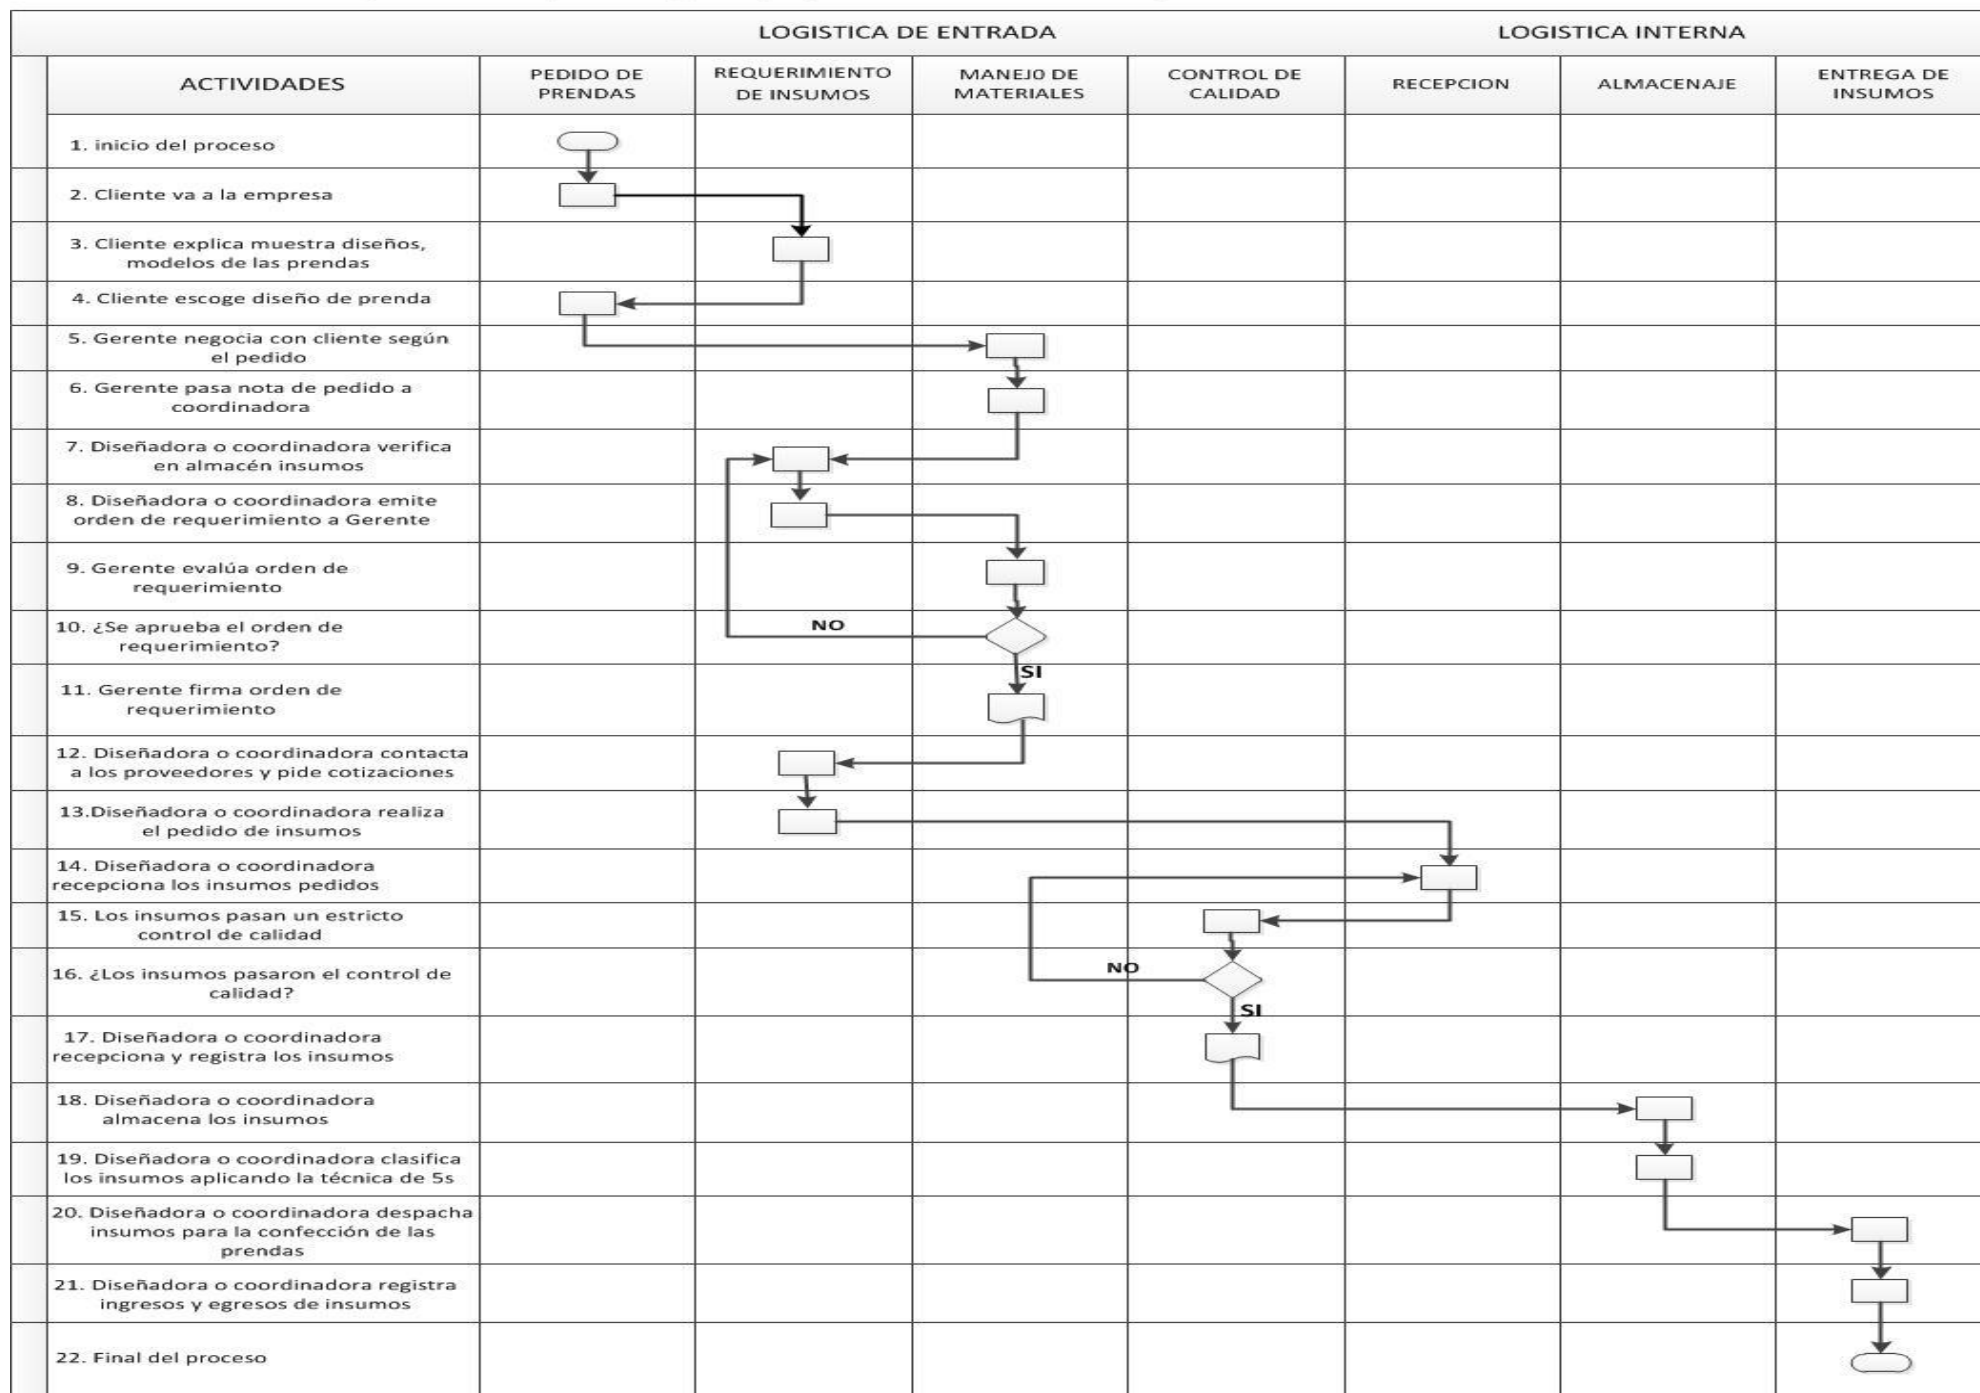 LOGISTICA DE ENTRADA
LOGISTICA INTERNA
ACTIVIDADES
PEDIDO DE
PRENDAS
REQUERIMIENTO
DE INSUMOS
MANEJ0 DE
MATERIALES
CONTROL DE
CALIDAD
RECEPCION
ALMACENAJE
ENTREGA DE
INSUMOS
1. inicio del proceso
2. Cliente va a la empresa
3. Cliente explica muestra diseños,
modelos de las prendas
4. Cliente escoge diseño de prenda
5. Gerente negocia con cliente según
el pedido
6. Gerente pasa nota de pedido a
coordinadora
7. Diseñadora o coordinadora verifica
en almacén insumos
8. Diseñadora o coordinadora emite
orden de requerimiento a Gerente
9. Gerente evalúa orden de
requerimiento
10. ¿Se aprueba el orden de
requerimiento?
NO
SI
11. Gerente firma orden de
requerimiento
12. Diseñadora o coordinadora contacta
a los proveedores y pide cotizaciones
13.Diseñadora o coordinadora realiza
el pedido de insumos
14. Diseñadora o coordinadora
recepciona los insumos pedidos
15. Los insumos pasan un estricto
control de calidad
16. ¿Los insumos pasaron el control de
calidad?
NO
SI
17. Diseñadora o coordinadora
recepciona y registra los insumos
18. Diseñadora o coordinadora
almacena los insumos
19. Diseñadora o coordinadora clasifica
los insumos aplicando la técnica de 5s
20. Diseñadora o coordinadora despacha
insumos para la confección de las
prendas
21. Diseñadora o coordinadora registra
ingresos y egresos de insumos
22. Final del proceso